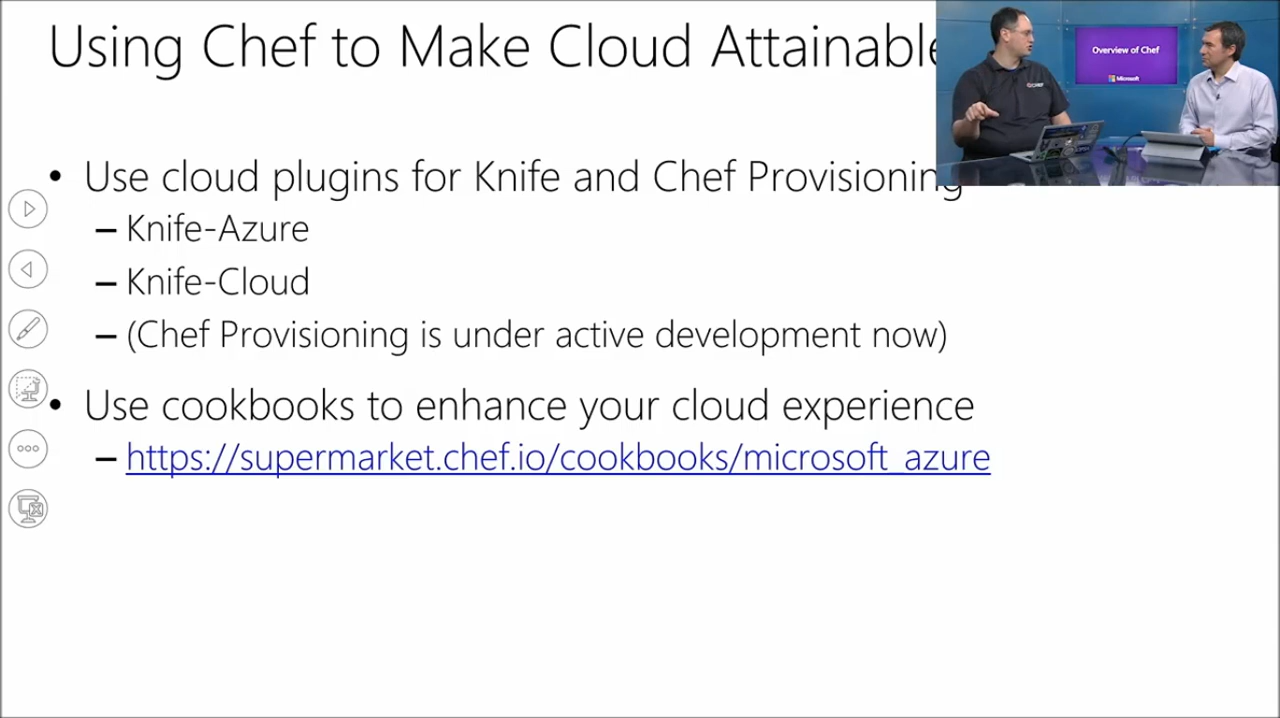 Using Chef to Make Cloud Attainable
Overview of Chef
Microsoft
• Use cloud plugins for Knife and Chef Provisioning
– Knife-Azure
– Knife-Cloud
– (Chef Provisioning is under active development now)
• Use cookbooks to enhance your cloud experience
– https://supermarket.chef.io/cookbooks/microsoft_azure